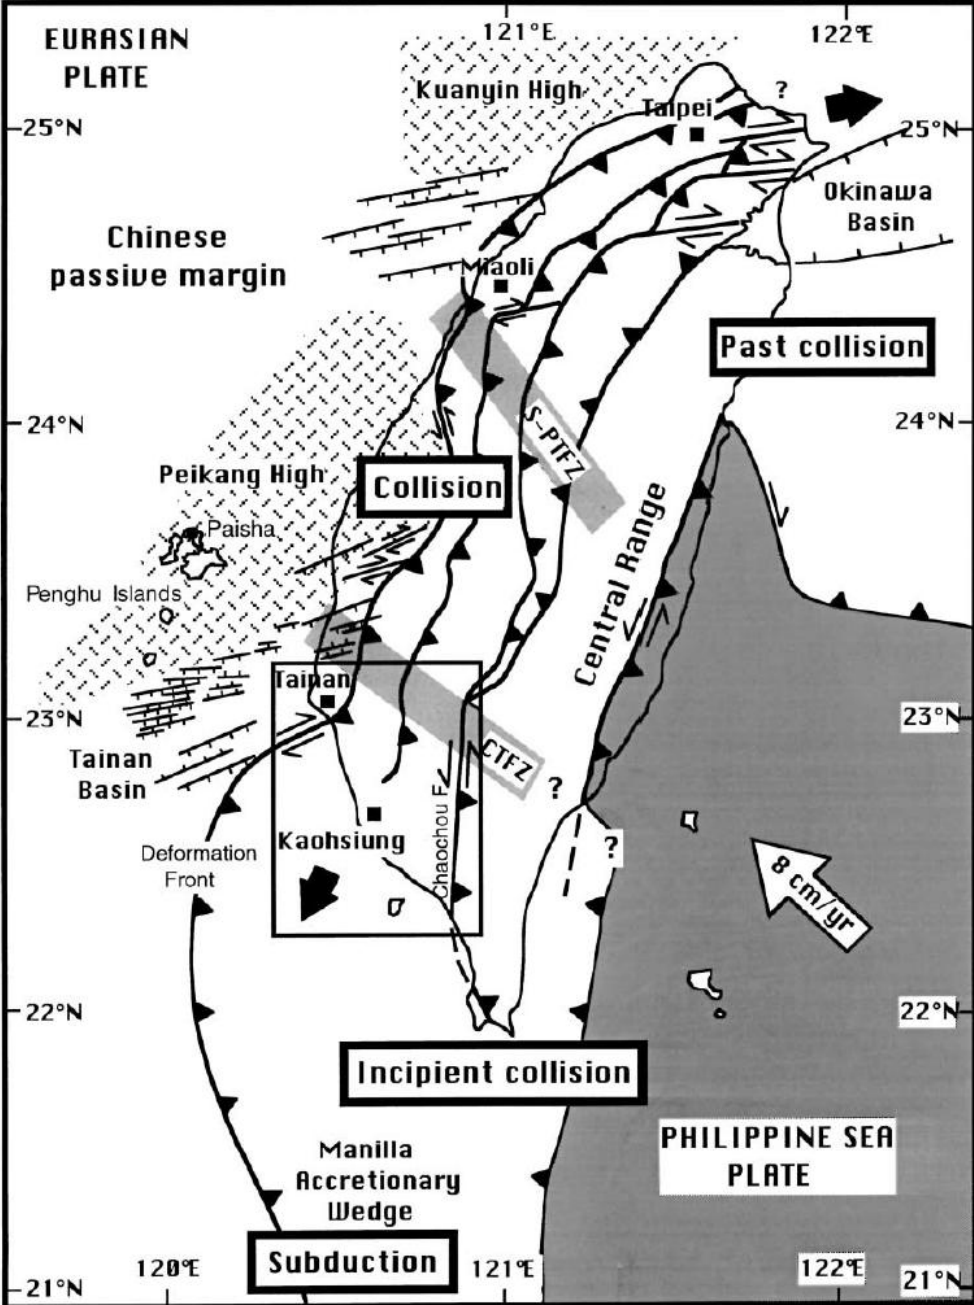 121°E
122°E
EURASIAN
PLATE
Kuanyin High
?
Taipei
25°N
25°N
Okinawa
Basin
Chinese
passive margin
Miaoli
Past collision
24°N
24°N
S-PTFZ
Peikang High
Collision
Paisha
Central Range
Penghu Islands
Tainan
23°N
23°N
Tainan
Basin
CTFZ
?
Chaochou F.
Kaohsiung
?
Deformation
Front
8 cm/yr
22°N
22°N
Incipient collision
PHILIPPINE SEA
PLATE
Manilla
Accretionary
Wedge
Subduction
120°E
121°E
122°E
21°N
21°N